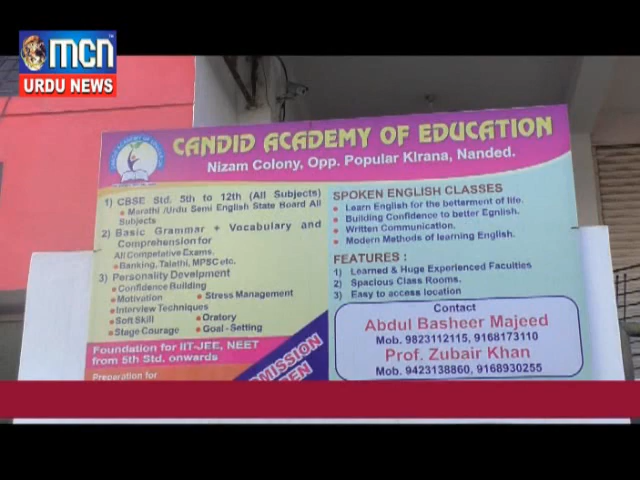 mcn
URDU NEWS
CANDID ACADEMY OF EDUCATION
Nizam Colony, Opp. Popular Kirana, Nanded.
1) CBSE Std. 5th to 12th (All Subjects)
• Marathi /Urdu Semi English State Board All
Subjects
2) Basic Grammar + Vocabulary and
Comprehension for
All Competative Exams.
• Banking, Talathi, MPSC etc.
3) Personality Develpment
• Confidence Building
• Motivation • Stress Management
• Interview Techniques
• Soft Skill • Oratory
• Stage Courage • Goal - Setting
Foundation for IIT-JEE, NEET
from 5th Std. onwards
Preparation for
SPOKEN ENGLISH CLASSES
• Learn English for the betterment of life.
• Building Confidence to better Egnlish.
• Written Communication.
• Modern Methods of learning English.
FEATURES :
1) Learned & Huge Experienced Faculties
2) Spacious Class Rooms.
3) Easy to access location
Contact
Abdul Basheer Majeed
Mob. 9823112115, 9168173110
Prof. Zubair Khan
Mob. 9423138860, 9168930255